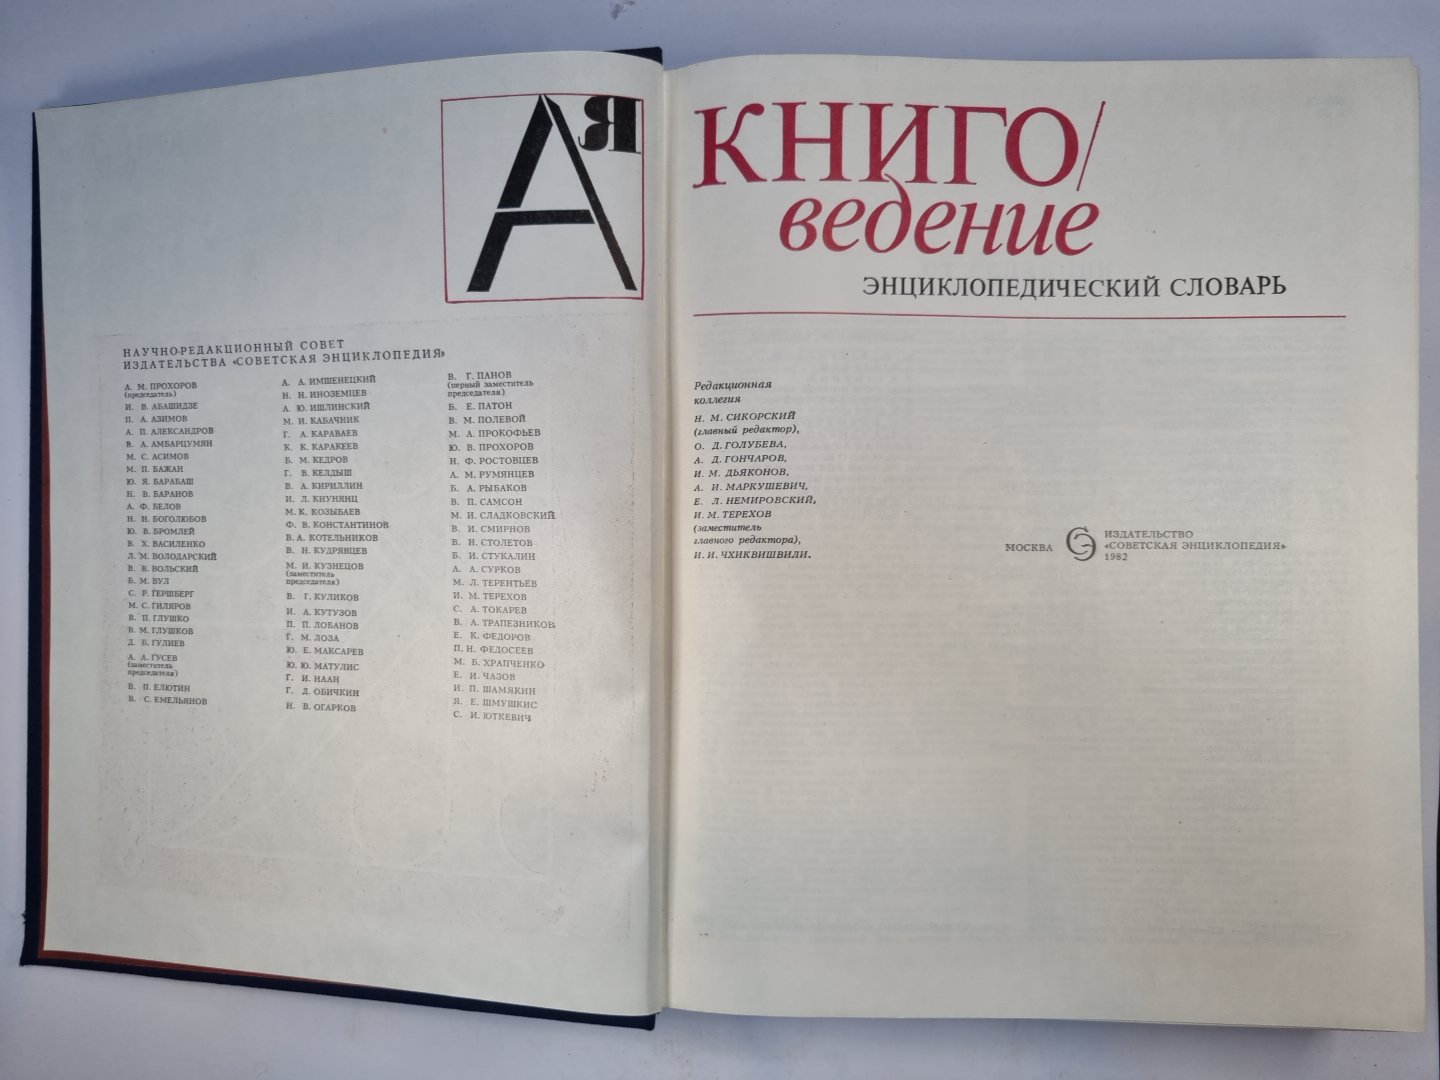 А Я
НАУЧНО-РЕДАКЦИОННЫЙ СОВЕТ
ИЗДАТЕЛЬСТВА «СОВЕТСКАЯ ЭНЦИКЛОПЕДИЯ»
А. М. ПРОХОРОВ
(председатель)
И. В. АБАШИДЗЕ
П. А. АЗИМОВ
А. П. АЛЕКСАНДРОВ
В. А. АМБАРЦУМЯН
М. С. АСИМОВ
М. П. БАЖАН
Ю. Я. БАРАБАШ
Н. В. БАРАНОВ
А. Ф. БЕЛОВ
Н. Н. БОГОЛЮБОВ
Ю. В. БРОМЛЕЙ
В. Х. ВАСИЛЕНКО
Л. М. ВОЛОДАРСКИЙ
В. В. ВОЛЬСКИЙ
Б. М. ВУЛ
С. Р. ГЕРШБЕРГ
М. С. ГИЛЯРОВ
В. П. ГЛУШКО
В. М. ГЛУШКОВ
Д. Б. ГУЛИЕВ
А. А. ГУСЕВ
(заместитель
председателя)
В. П. ЕЛЮТИН
В. С. ЕМЕЛЬЯНОВ
А. А. ИМШЕНЕЦКИЙ
Н. Н. ИНОЗЕМЦЕВ
А. Ю. ИШЛИНСКИЙ
М. И. КАБАЧНИК
Г. А. КАРАВАЕВ
К. К. КАРАКЕЕВ
Б. М. КЕДРОВ
Г. В. КЕЛДЫШ
В. А. КИРИЛЛИН
И. Л. КНУНЯНЦ
М. К. КОЗЫБАЕВ
Ф. В. КОНСТАНТИНОВ
В. А. КОТЕЛЬНИКОВ
В. Н. КУДРЯВЦЕВ
М. И. КУЗНЕЦОВ
(заместитель
председателя)
В. Г. КУЛИКОВ
И. А. КУТУЗОВ
П. П. ЛОБАНОВ
Г. М. ЛОЗА
Ю. Е. МАКСАРЕВ
Ю. Ю. МАТУЛИС
Г. И. НААН
Г. Д. ОБИЧКИН
Н. В. ОГАРКОВ
В. Г. ПАНОВ
(первый заместитель
председателя)
Б. Е. ПАТОН
В. М. ПОЛЕВОЙ
М. А. ПРОКОФЬЕВ
Ю. В. ПРОХОРОВ
Н. Ф. РОСТОВЦЕВ
А. М. РУМЯНЦЕВ
Б. А. РЫБАКОВ
В. П. САМСОН
М. И. СЛАДКОВСКИЙ
В. И. СМИРНОВ
В. Н. СТОЛЕТОВ
Б. И. СТУКАЛИН
А. А. СУРКОВ
М. Л. ТЕРЕНТЬЕВ
И. М. ТЕРЕХОВ
С. А. ТОКАРЕВ
В. А. ТРАПЕЗНИКОВ
Е. К. ФЕДОРОВ
П. Н. ФЕДОСЕЕВ
М. Б. ХРАПЧЕНКО
Е. И. ЧАЗОВ
И. П. ШАМЯКИН
Я. Е. ШМУШКИС
С. И. ЮТКЕВИЧ
КНИГО/
ведение
ЭНЦИКЛОПЕДИЧЕСКИЙ СЛОВАРЬ
Редакционная
коллегия
Н. М. СИКОРСКИЙ
(главный редактор),
О. Д. ГОЛУБЕВА,
А. Д. ГОНЧАРОВ,
И. М. ДЬЯКОНОВ,
А. И. МАРКУШЕВИЧ,
Е. Л. НЕМИРОВСКИЙ,
И. М. ТЕРЕХОВ
(заместитель
главного редактора),
И. И. ЧХИКВИШВИЛИ.
МОСКВА
ИЗДАТЕЛЬСТВО
«СОВЕТСКАЯ ЭНЦИКЛОПЕДИЯ»
1982